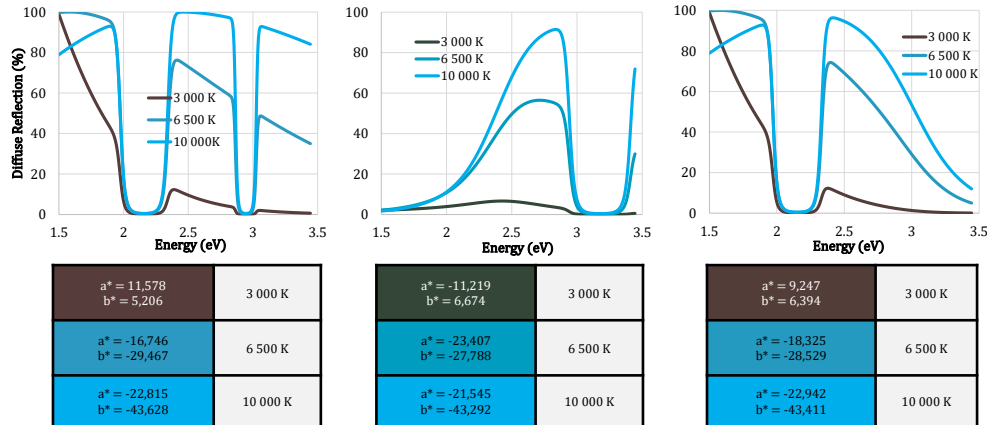 100
80
60
40
20
0
Diffuse Reflection (%)
3 000 K
6 500 K
10 000K
1.5 2 2.5 3 3.5
Energy (eV)
100
80
60
40
20
0
3 000 K
6 500 K
10 000 K
1.5 2 2.5 3 3.5
Energy (eV)
100
80
60
40
20
0
3 000 K
6 500 K
10 000 K
1.5 2 2.5 3 3.5
Energy (eV)
a* = 11,578
b* = 5,206
3 000 K
a* = -16,746
b* = -29,467
6 500 K
a* = -22,815
b* = -43,628
10 000 K
a* = -11,219
b* = 6,674
3 000 K
a* = -23,407
b* = -27,788
6 500 K
a* = -21,545
b* = -43,292
10 000 K
a* = 9,247
b* = 6,394
3 000 K
a* = -18,325
b* = -28,529
6 500 K
a* = -22,942
b* = -43,411
10 000 K